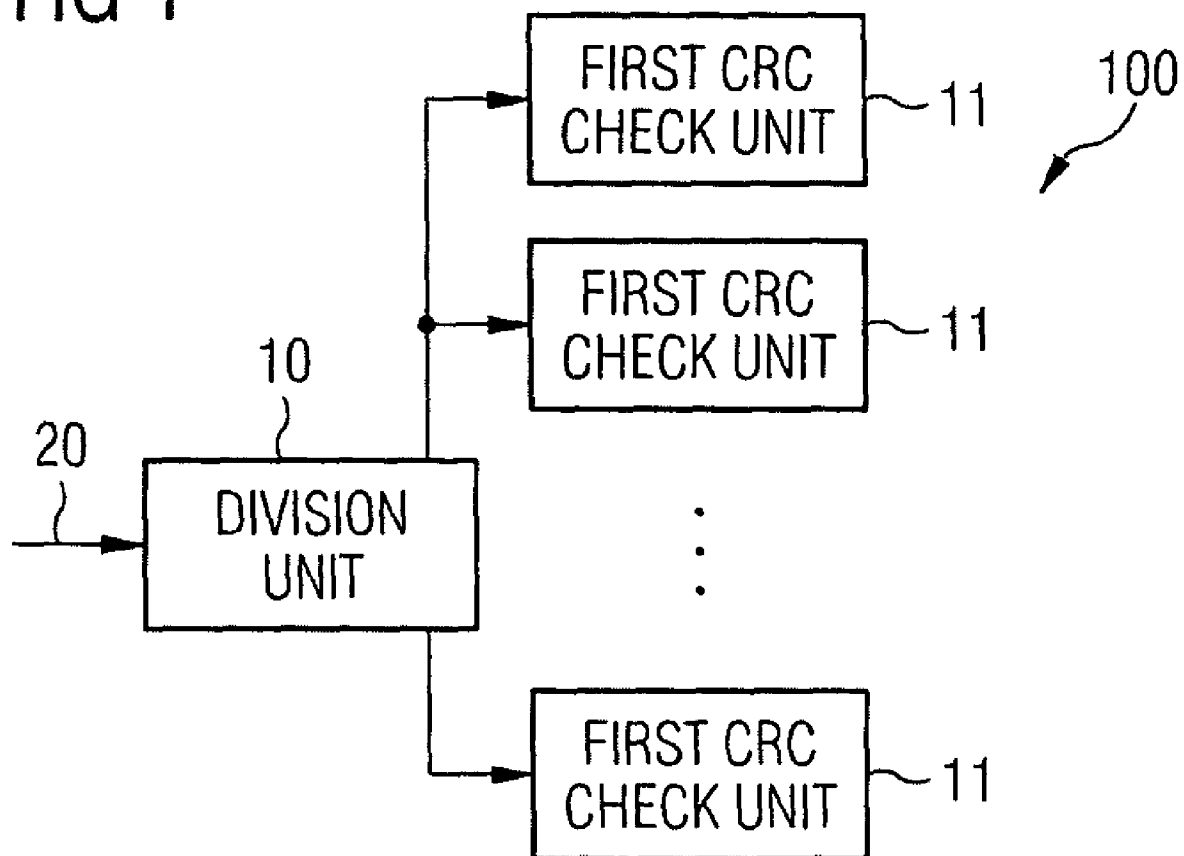 FIRST CRC
CHECK UNIT
11
100
FIRST CRC
CHECK UNIT
11
10
20
DIVISION
UNIT
FIRST CRC
CHECK UNIT
11